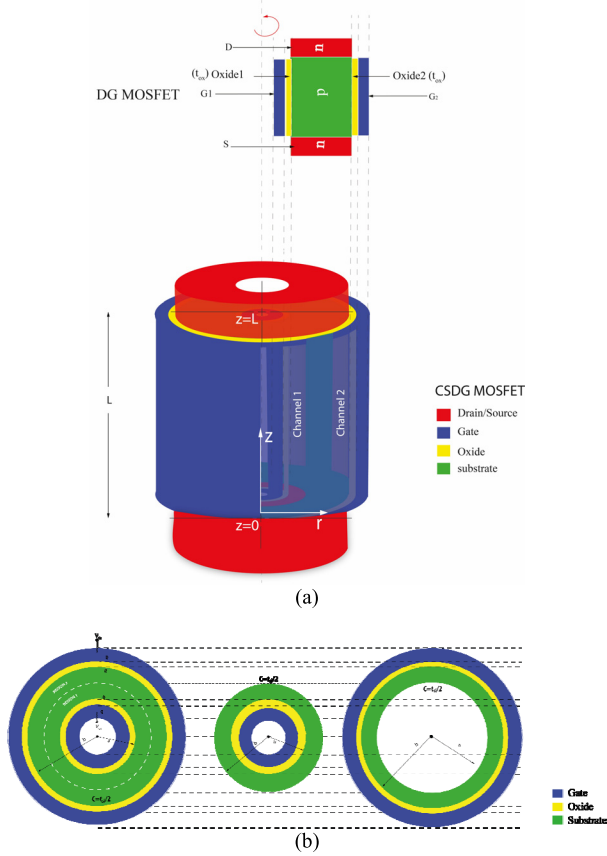 D
n
(tox) Oxide1
Oxide2 (tox)
DG MOSFET
G1
p
G2
S
n
z=L
L
Channel 1
Channel 2
CSDG MOSFET
Drain/Source
Gate
Oxide
substrate
z
z=0
r
(a)
C=
C=
Gate
Oxide
Substrate
(b)